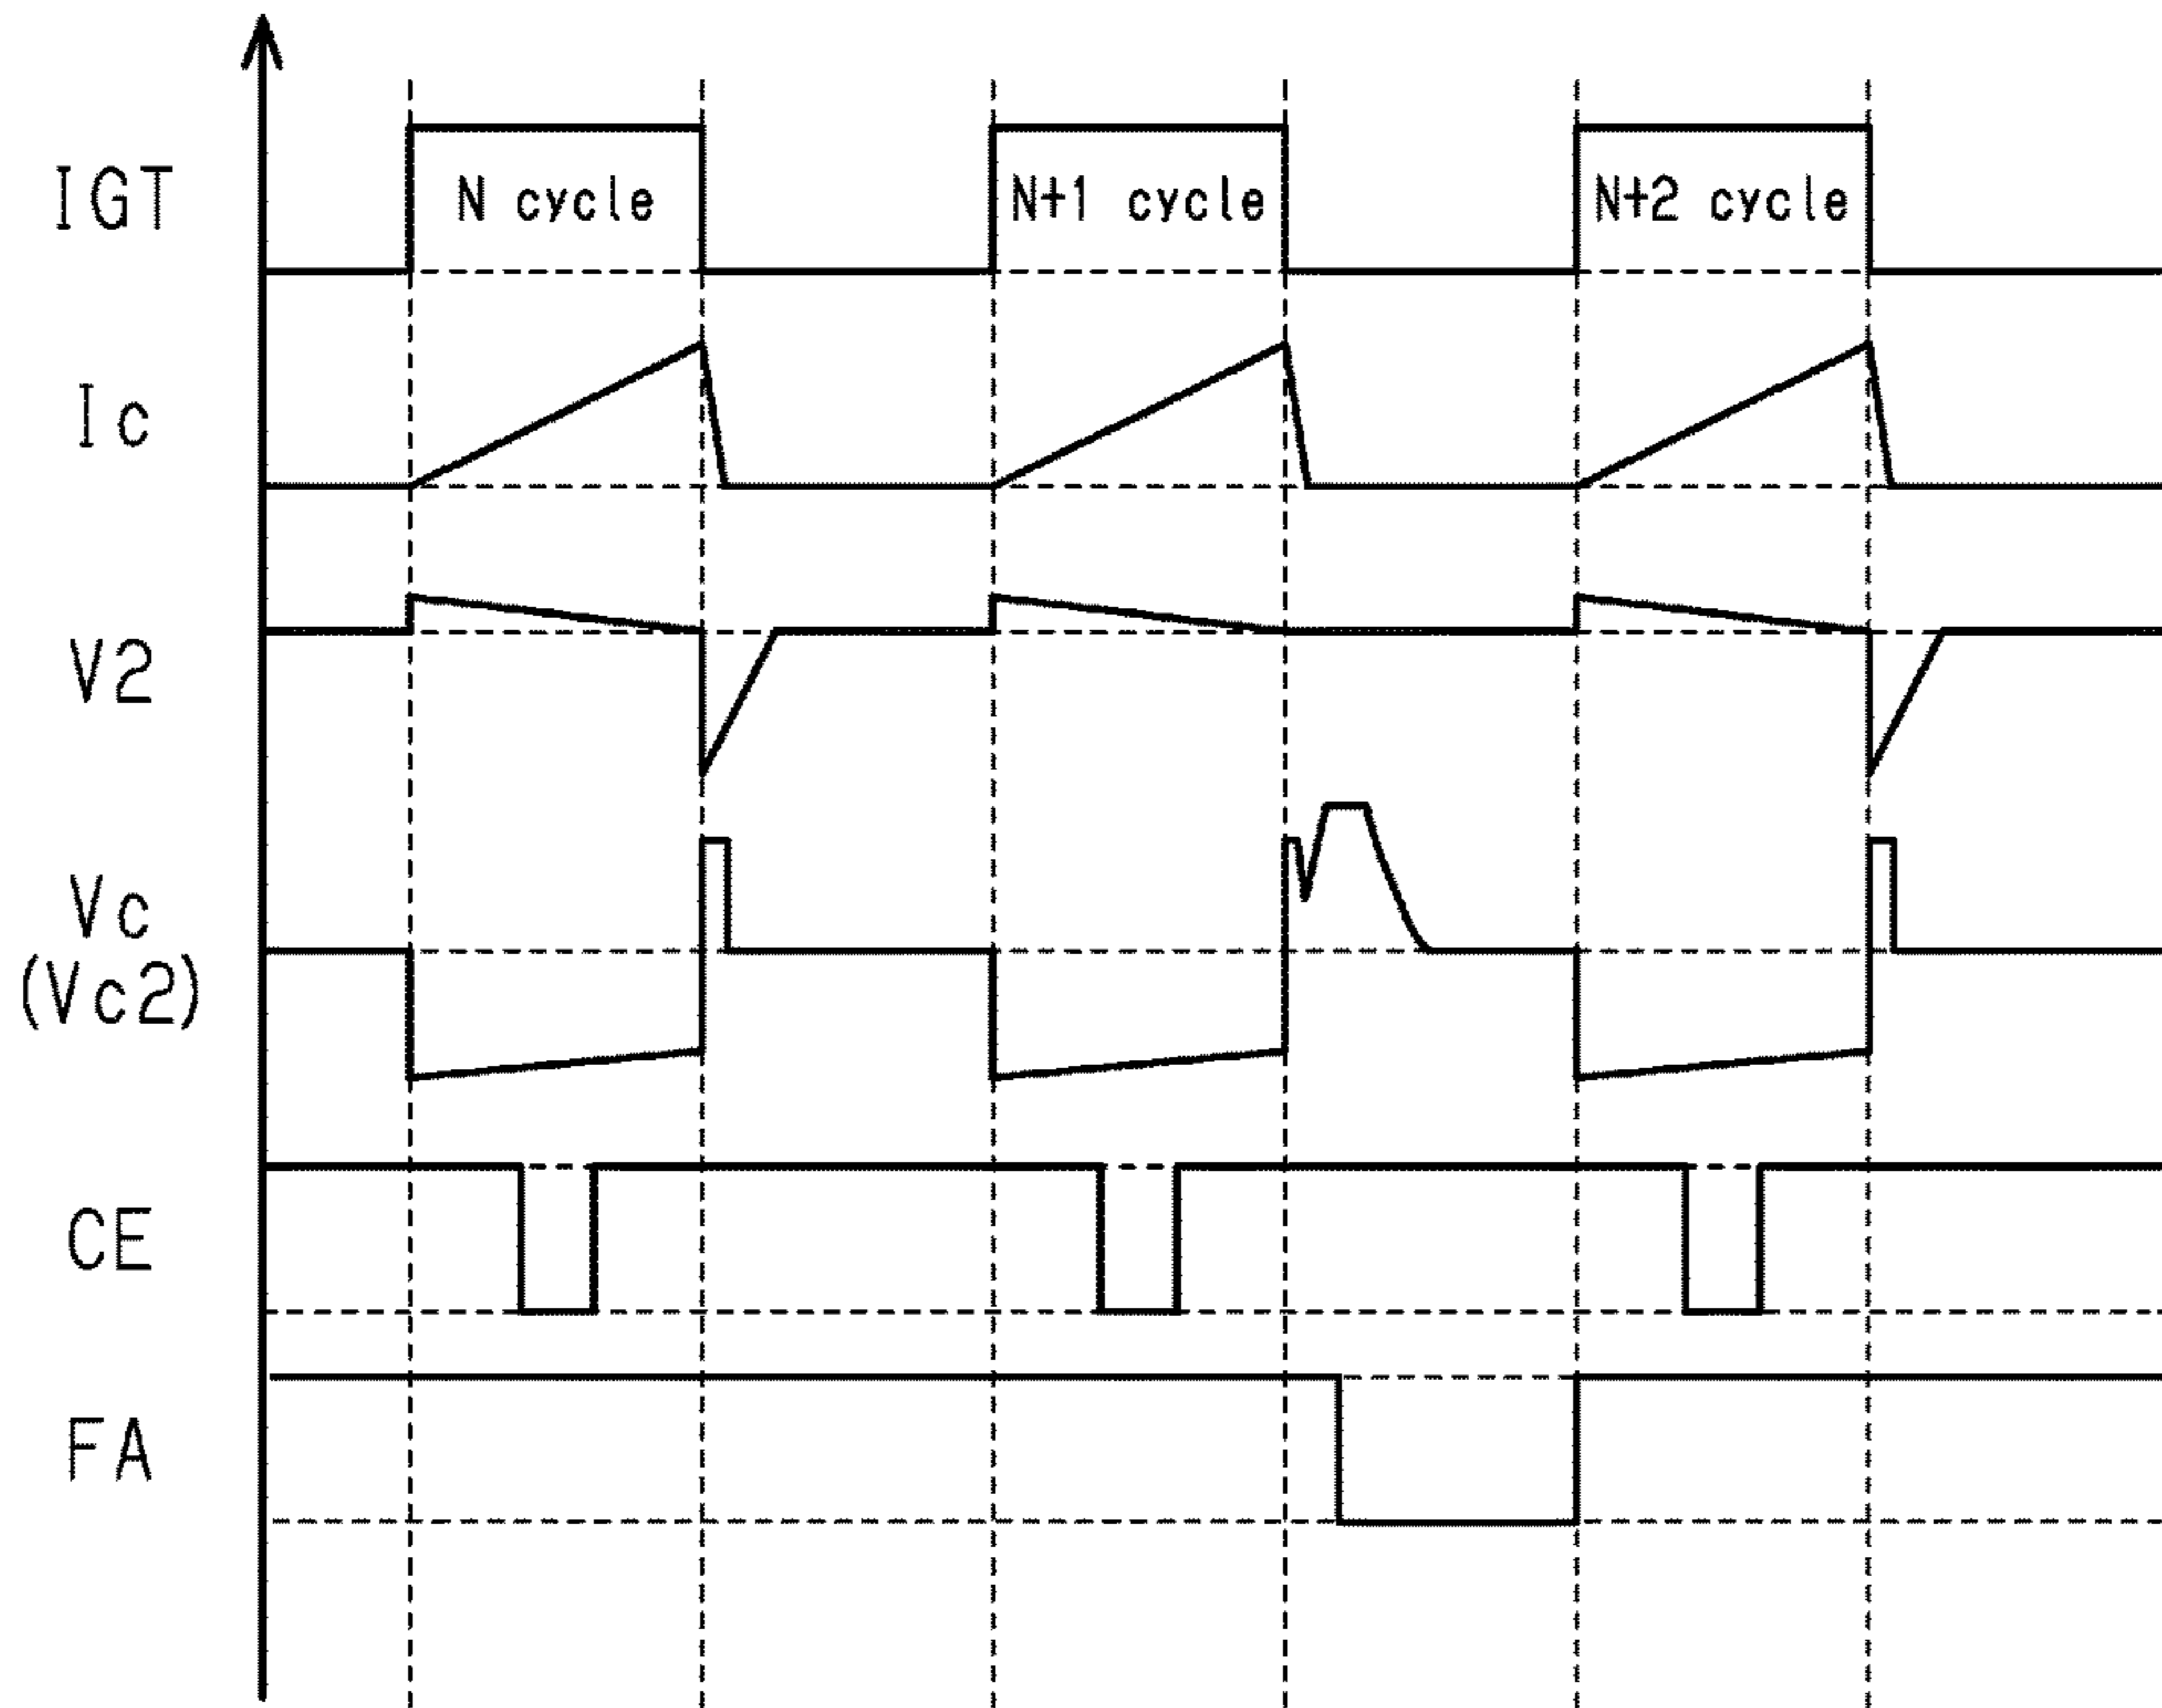 IGT
N cycle
N+1 cycle
N+2 cycle
Ic
V2
Vc
(Vc2)
CE
FA